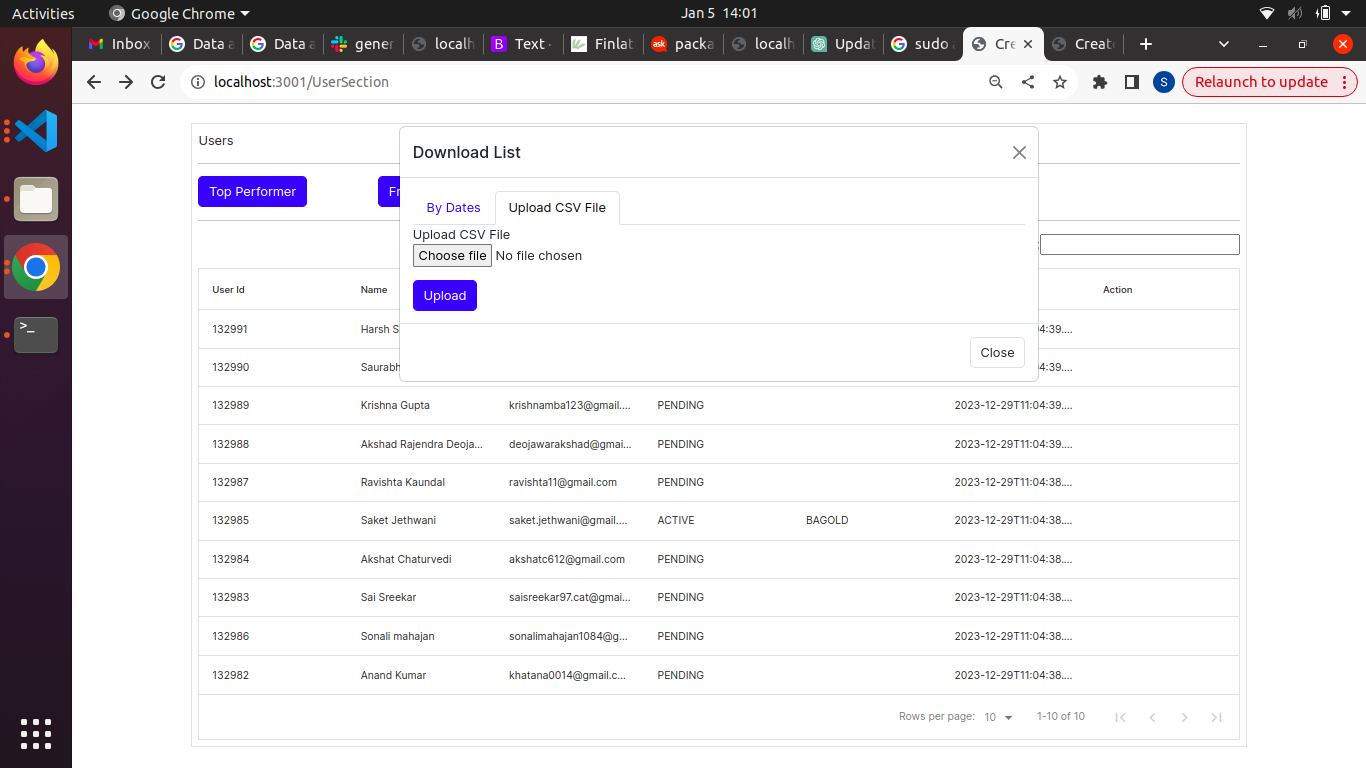 Activities Google Chrome Jan 5 14:01
Inbox Data a Data a gener localh Text - Finlat ask packa localh Updat sudo a Cre Create
localhost:3001/UserSection S Relaunch to update
Users
Download List
Top Performer Fr
By Dates Upload CSV File
Upload CSV File
Choose file No file chosen
Upload
User Id Name Action
132991 Harsh S 04:39....
132990 Saurabh 04:39....
Close
132989 Krishna Gupta krishnamba123@gmail.... PENDING 2023-12-29T11:04:39....
132988 Akshad Rajendra Deoja... deojawarakshad@gmai... PENDING 2023-12-29T11:04:39....
132987 Ravishta Kaundal ravishta11@gmail.com PENDING 2023-12-29T11:04:38....
132985 Saket Jethwani saket.jethwani@gmail.... ACTIVE BAGOLD 2023-12-29T11:04:38....
132984 Akshat Chaturvedi akshatc612@gmail.com PENDING 2023-12-29T11:04:38....
132983 Sai Sreekar saisreekar97.cat@gmai... PENDING 2023-12-29T11:04:38....
132986 Sonali mahajan sonalimahajan1084@g... PENDING 2023-12-29T11:04:38....
132982 Anand Kumar khatana0014@gmail.c... PENDING 2023-12-29T11:04:38....
Rows per page: 10 1-10 of 10